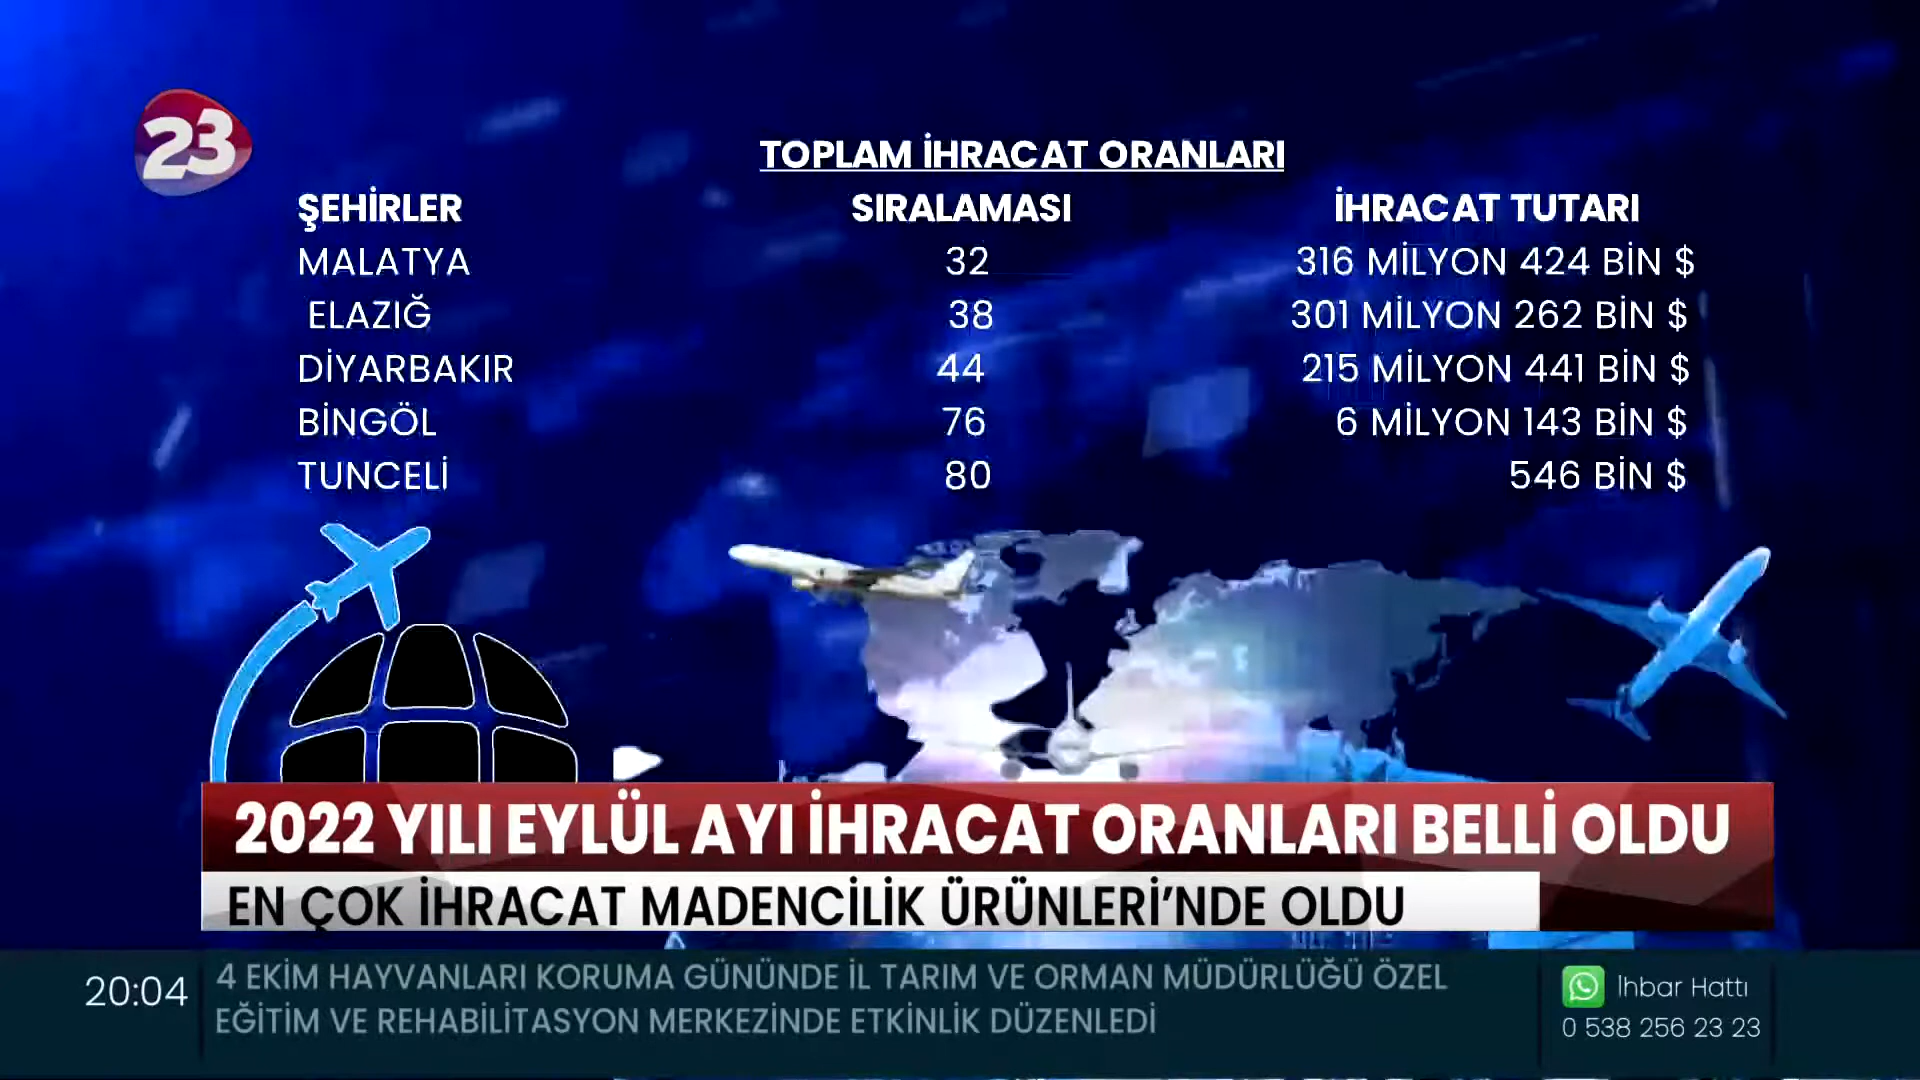 23
TOPLAM İHRACAT ORANLARI
ŞEHİRLER SIRALAMASI İHRACAT TUTARI
MALATYA 32 316 MİLYON 424 BİN $
ELAZIĞ 38 301 MİLYON 262 BİN $
DİYARBAKIR 44 215 MİLYON 441 BİN $
BİNGÖL 76 6 MİLYON 143 BİN $
TUNCELİ 80 546 BİN $
2022 YILI EYLÜL AYI İHRACAT ORANLARI BELLİ OLDU
EN ÇOK İHRACAT MADENCİLİK ÜRÜNLERİ’NDE OLDU
20:04
4 EKİM HAYVANLARI KORUMA GÜNÜNDE İL TARIM VE ORMAN MÜDÜRLÜĞÜ ÖZEL
EĞİTİM VE REHABİLİTASYON MERKEZİNDE ETKİNLİK DÜZENLEDİ
İhbar Hattı
0 538 256 23 23